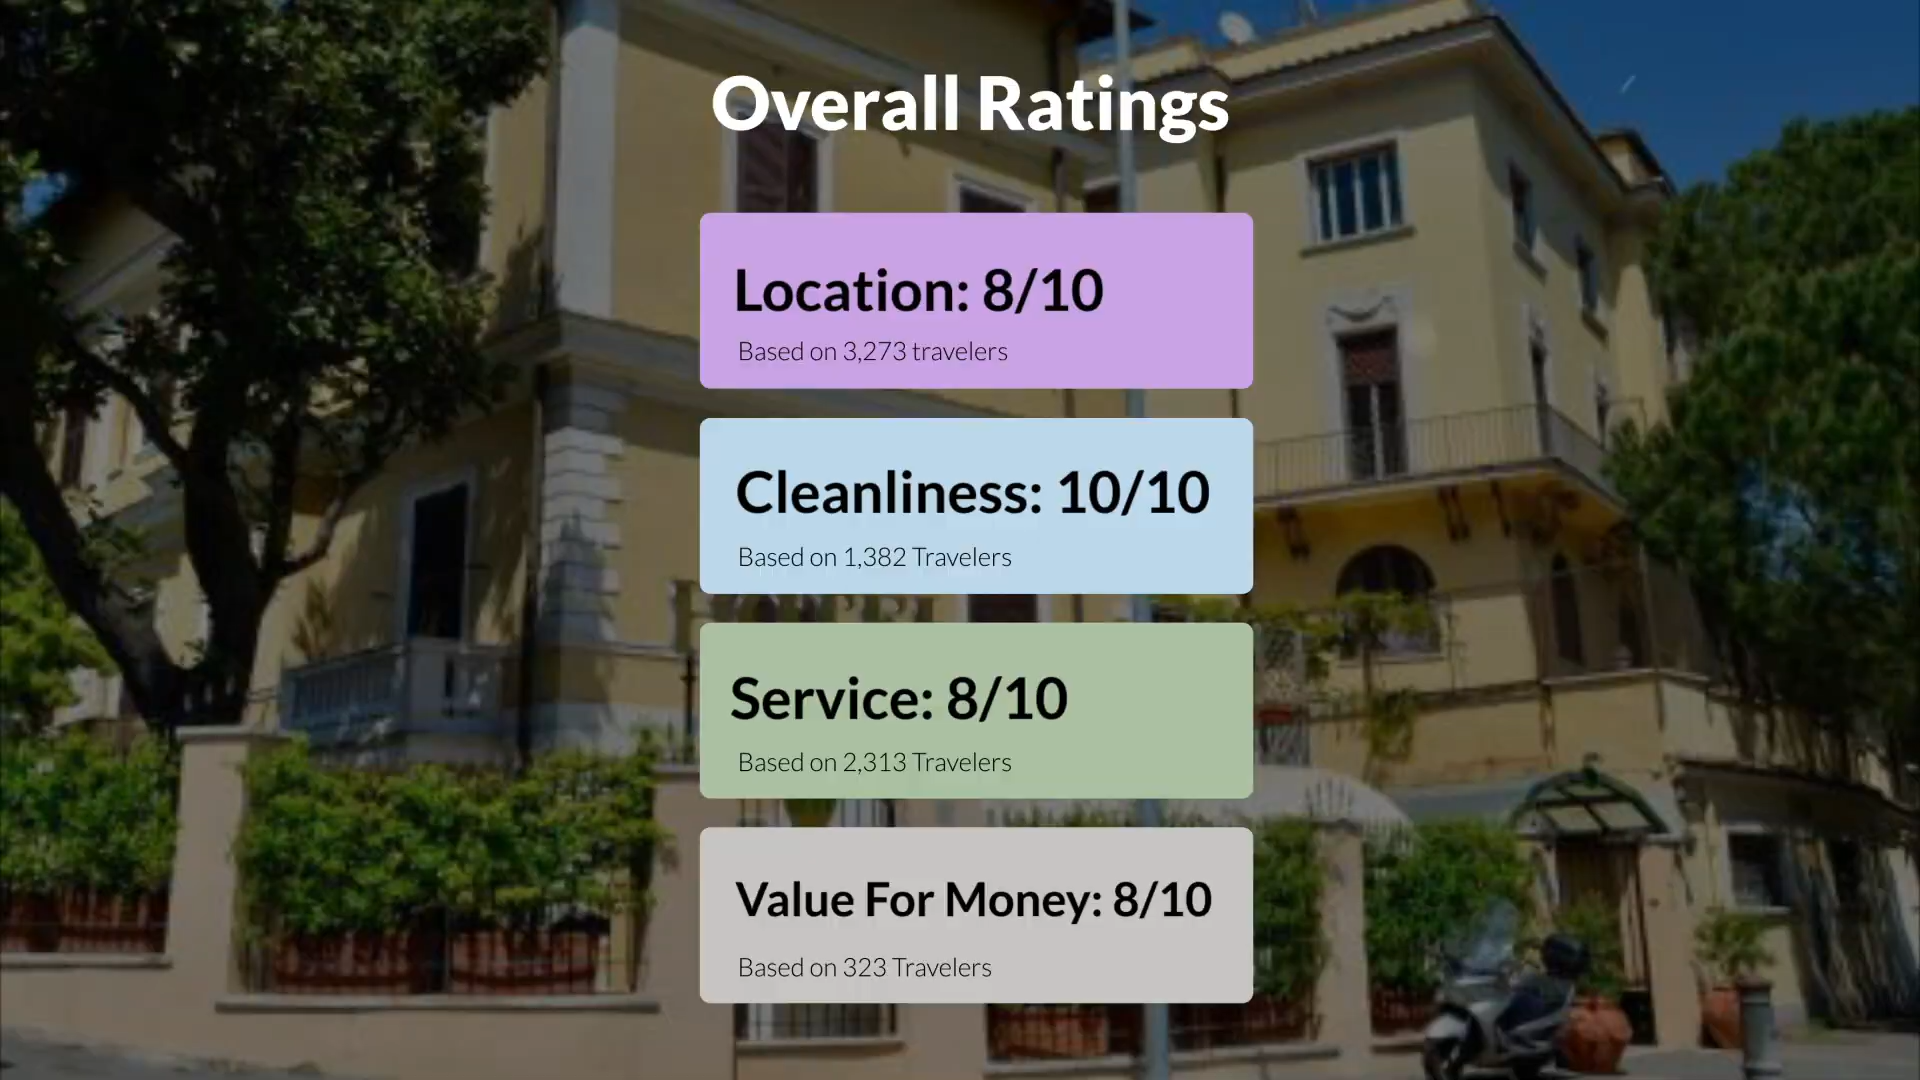 Overall Ratings
Location: 8/10
Based on 3,273 travelers
Cleanliness: 10/10
Based on 1,382 Travelers
HOTEL
Service: 8/10
Based on 2,313 Travelers
Value For Money: 8/10
Based on 323 Travelers